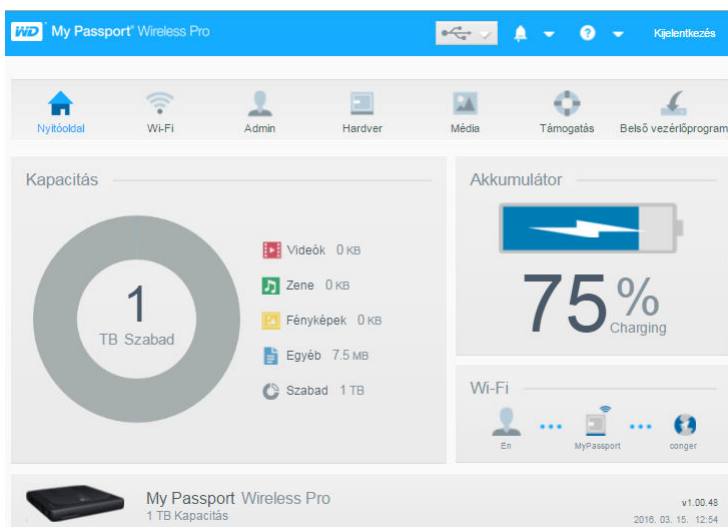 WD My Passport® Wireless Pro
Kijelentkezés
Nyitóoldal Wi-Fi Admin Hardver Média Támogatás Belső vezérlőprogram
Kapacitás
1
TB Szabad
Videók 0 KB
Zene 0 KB
Fényképek 0 KB
Egyéb 7.5 MB
Szabad 1 TB
Akkumulátor
75%
Charging
Wi-Fi
Én MyPassport conger
My Passport Wireless Pro
1 TB Kapacitás
v1.00.48
2016. 03. 15. 12:54